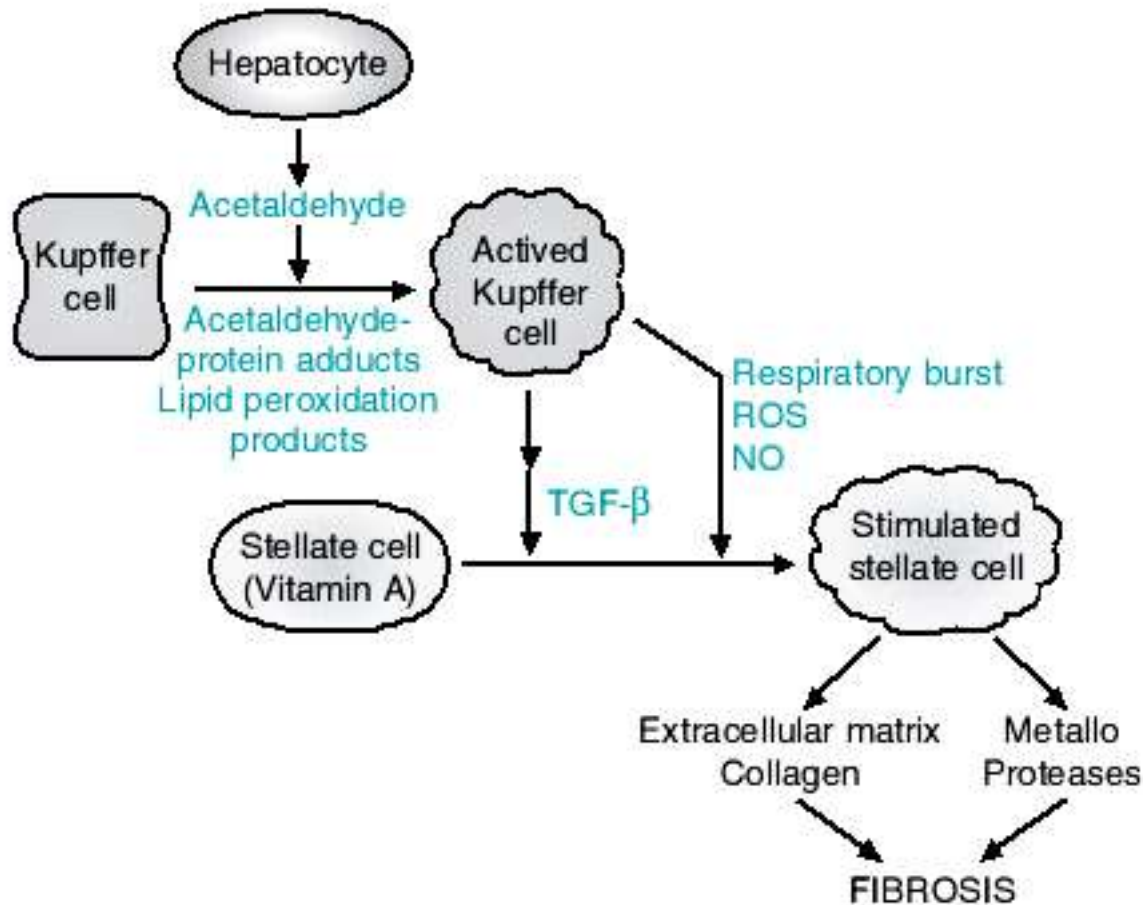 Hepatocyte
Acetaldehyde
Kupffer
cell
Actived
Kupffer
cell
Acetaldehyde-
protein adducts
Lipid peroxidation
products
Respiratory burst
ROS
NO
TGF-β
Stellate cell
(Vitamin A)
Stimulated
stellate cell
Extracellular matrix
Collagen
Metallo
Proteases
FIBROSIS